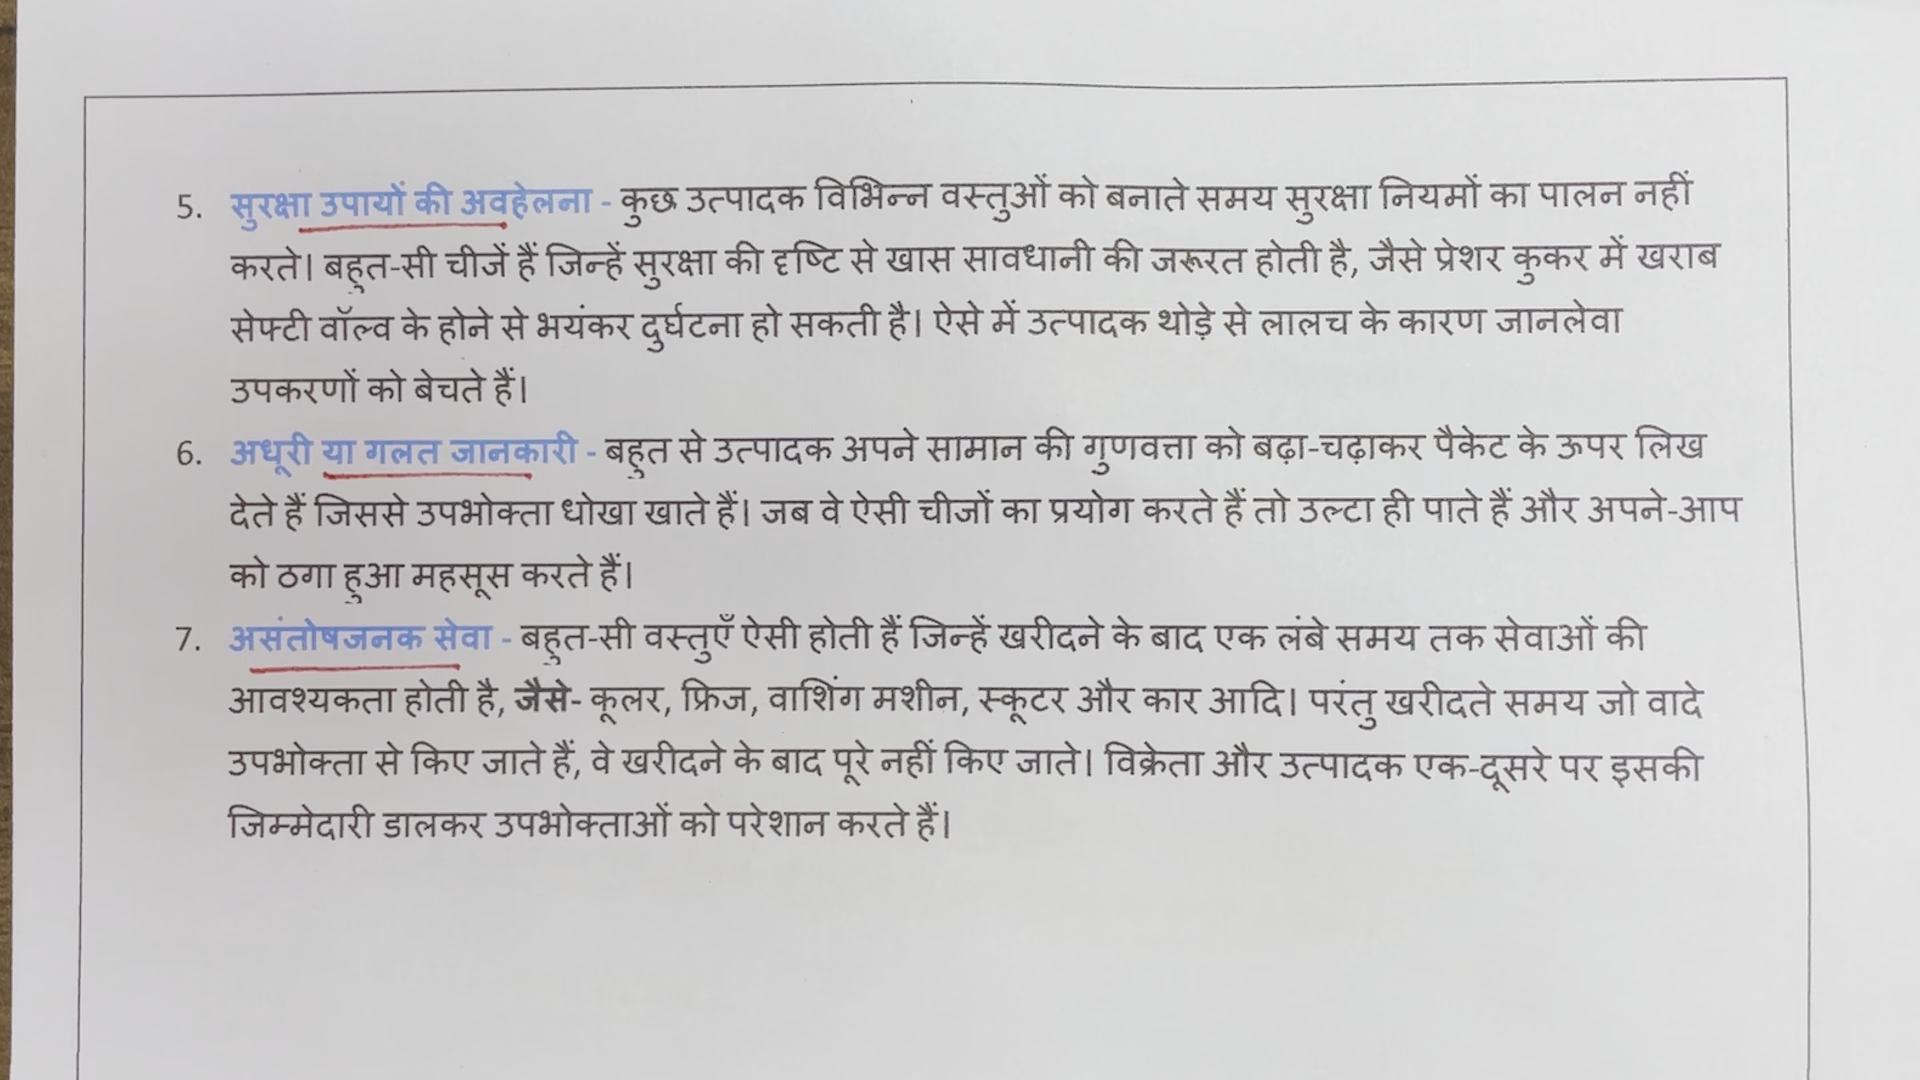 5. सुरक्षा उपायों की अवहेलना - कुछ उत्पादक विभिन्न वस्तुओं को बनाते समय सुरक्षा नियमों का पालन नहीं
करते। बहुत-सी चीजें हैं जिन्हें सुरक्षा की दृष्टि से खास सावधानी की जरूरत होती है, जैसे प्रेशर कुकर में खराब
सेफ्टी वॉल्व के होने से भयंकर दुर्घटना हो सकती है। ऐसे में उत्पादक थोड़े से लालच के कारण जानलेवा
उपकरणों को बेचते हैं।
6. अधूरी या गलत जानकारी - बहुत से उत्पादक अपने सामान की गुणवत्ता को बढ़ा-चढ़ाकर पैकेट के ऊपर लिख
देते हैं जिससे उपभोक्ता धोखा खाते हैं। जब वे ऐसी चीजों का प्रयोग करते हैं तो उल्टा ही पाते हैं और अपने-आप
को ठगा हुआ महसूस करते हैं।
7. असंतोषजनक सेवा - बहुत-सी वस्तुएँ ऐसी होती हैं जिन्हें खरीदने के बाद एक लंबे समय तक सेवाओं की
आवश्यकता होती है, जैसे- कूलर, फ्रिज, वाशिंग मशीन, स्कूटर और कार आदि। परंतु खरीदते समय जो वादे
उपभोक्ता से किए जाते हैं, वे खरीदने के बाद पूरे नहीं किए जाते। विक्रेता और उत्पादक एक-दूसरे पर इसकी
जिम्मेदारी डालकर उपभोक्ताओं को परेशान करते हैं।